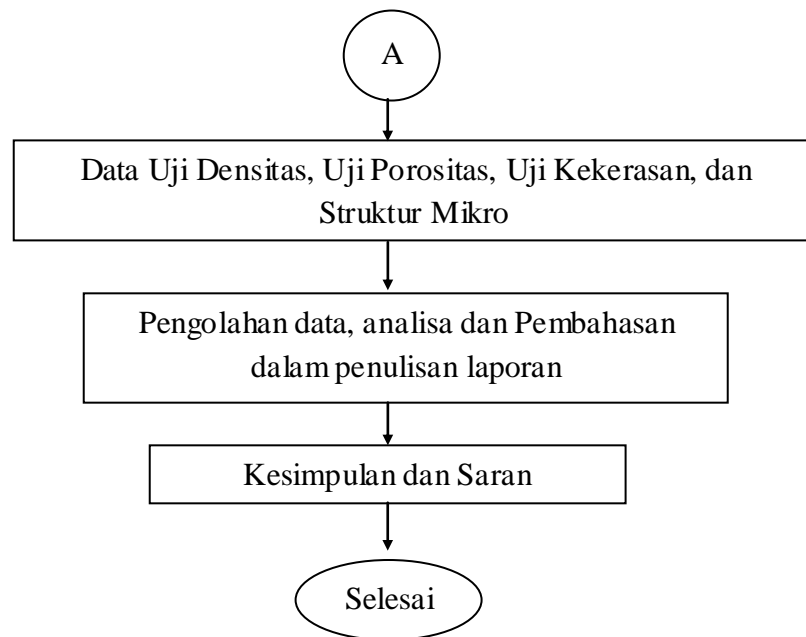 A
Data Uji Densitas, Uji Porositas, Uji Kekerasan, dan
Struktur Mikro
Pengolahan data, analisa dan Pembahasan
dalam penulisan laporan
Kesimpulan dan Saran
Selesai